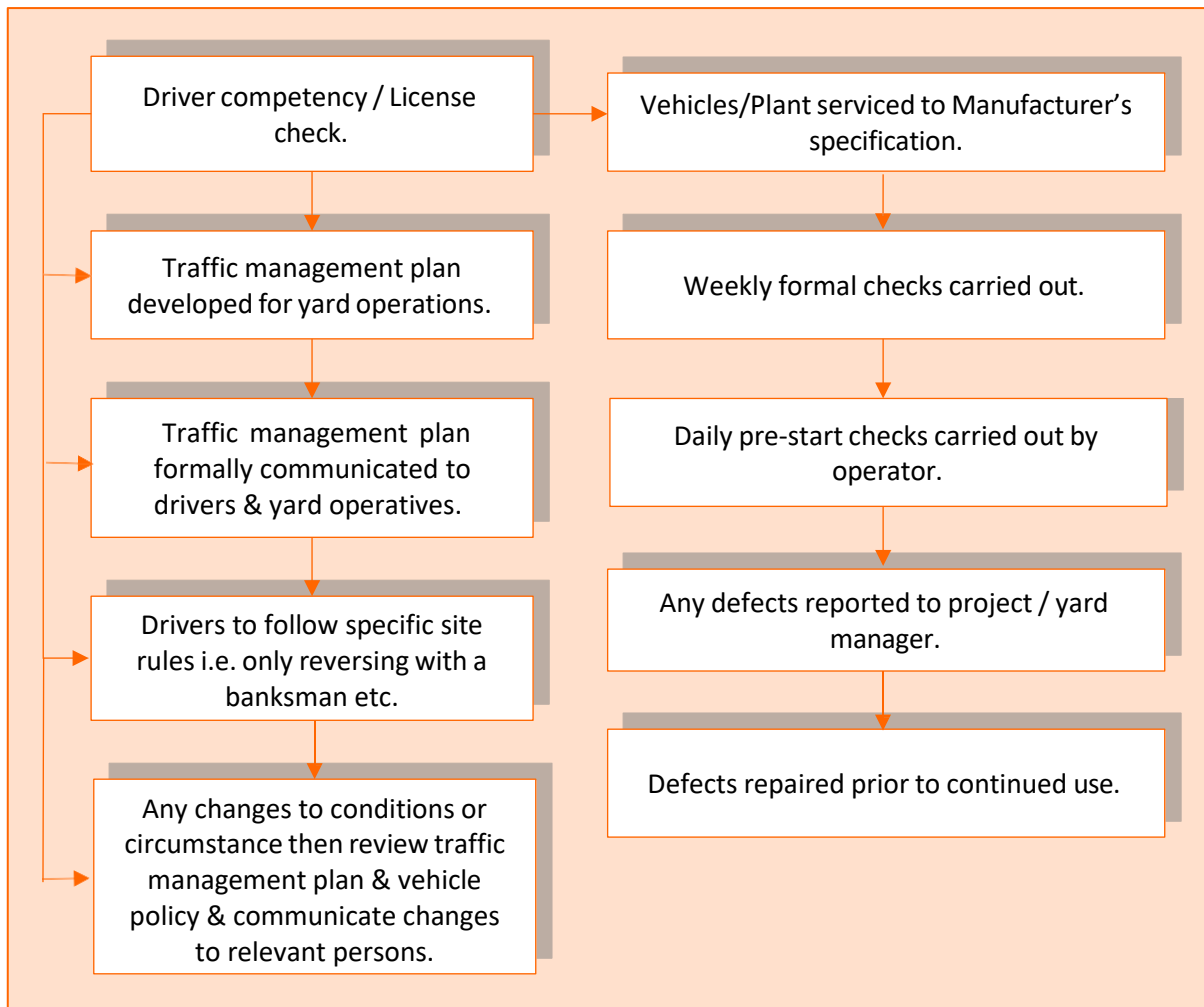 Driver competency / License
check.
Traffic management plan
developed for yard operations.
Traffic management plan
formally communicated to
drivers & yard operatives.
Drivers to follow specific site
rules i.e. only reversing with a
banksman etc.
Any changes to conditions or
circumstance then review traffic
management plan & vehicle
policy & communicate changes
to relevant persons.
Vehicles/Plant serviced to Manufacturer’s
specification.
Weekly formal checks carried out.
Daily pre-start checks carried out by
operator.
Any defects reported to project / yard
manager.
Defects repaired prior to continued use.